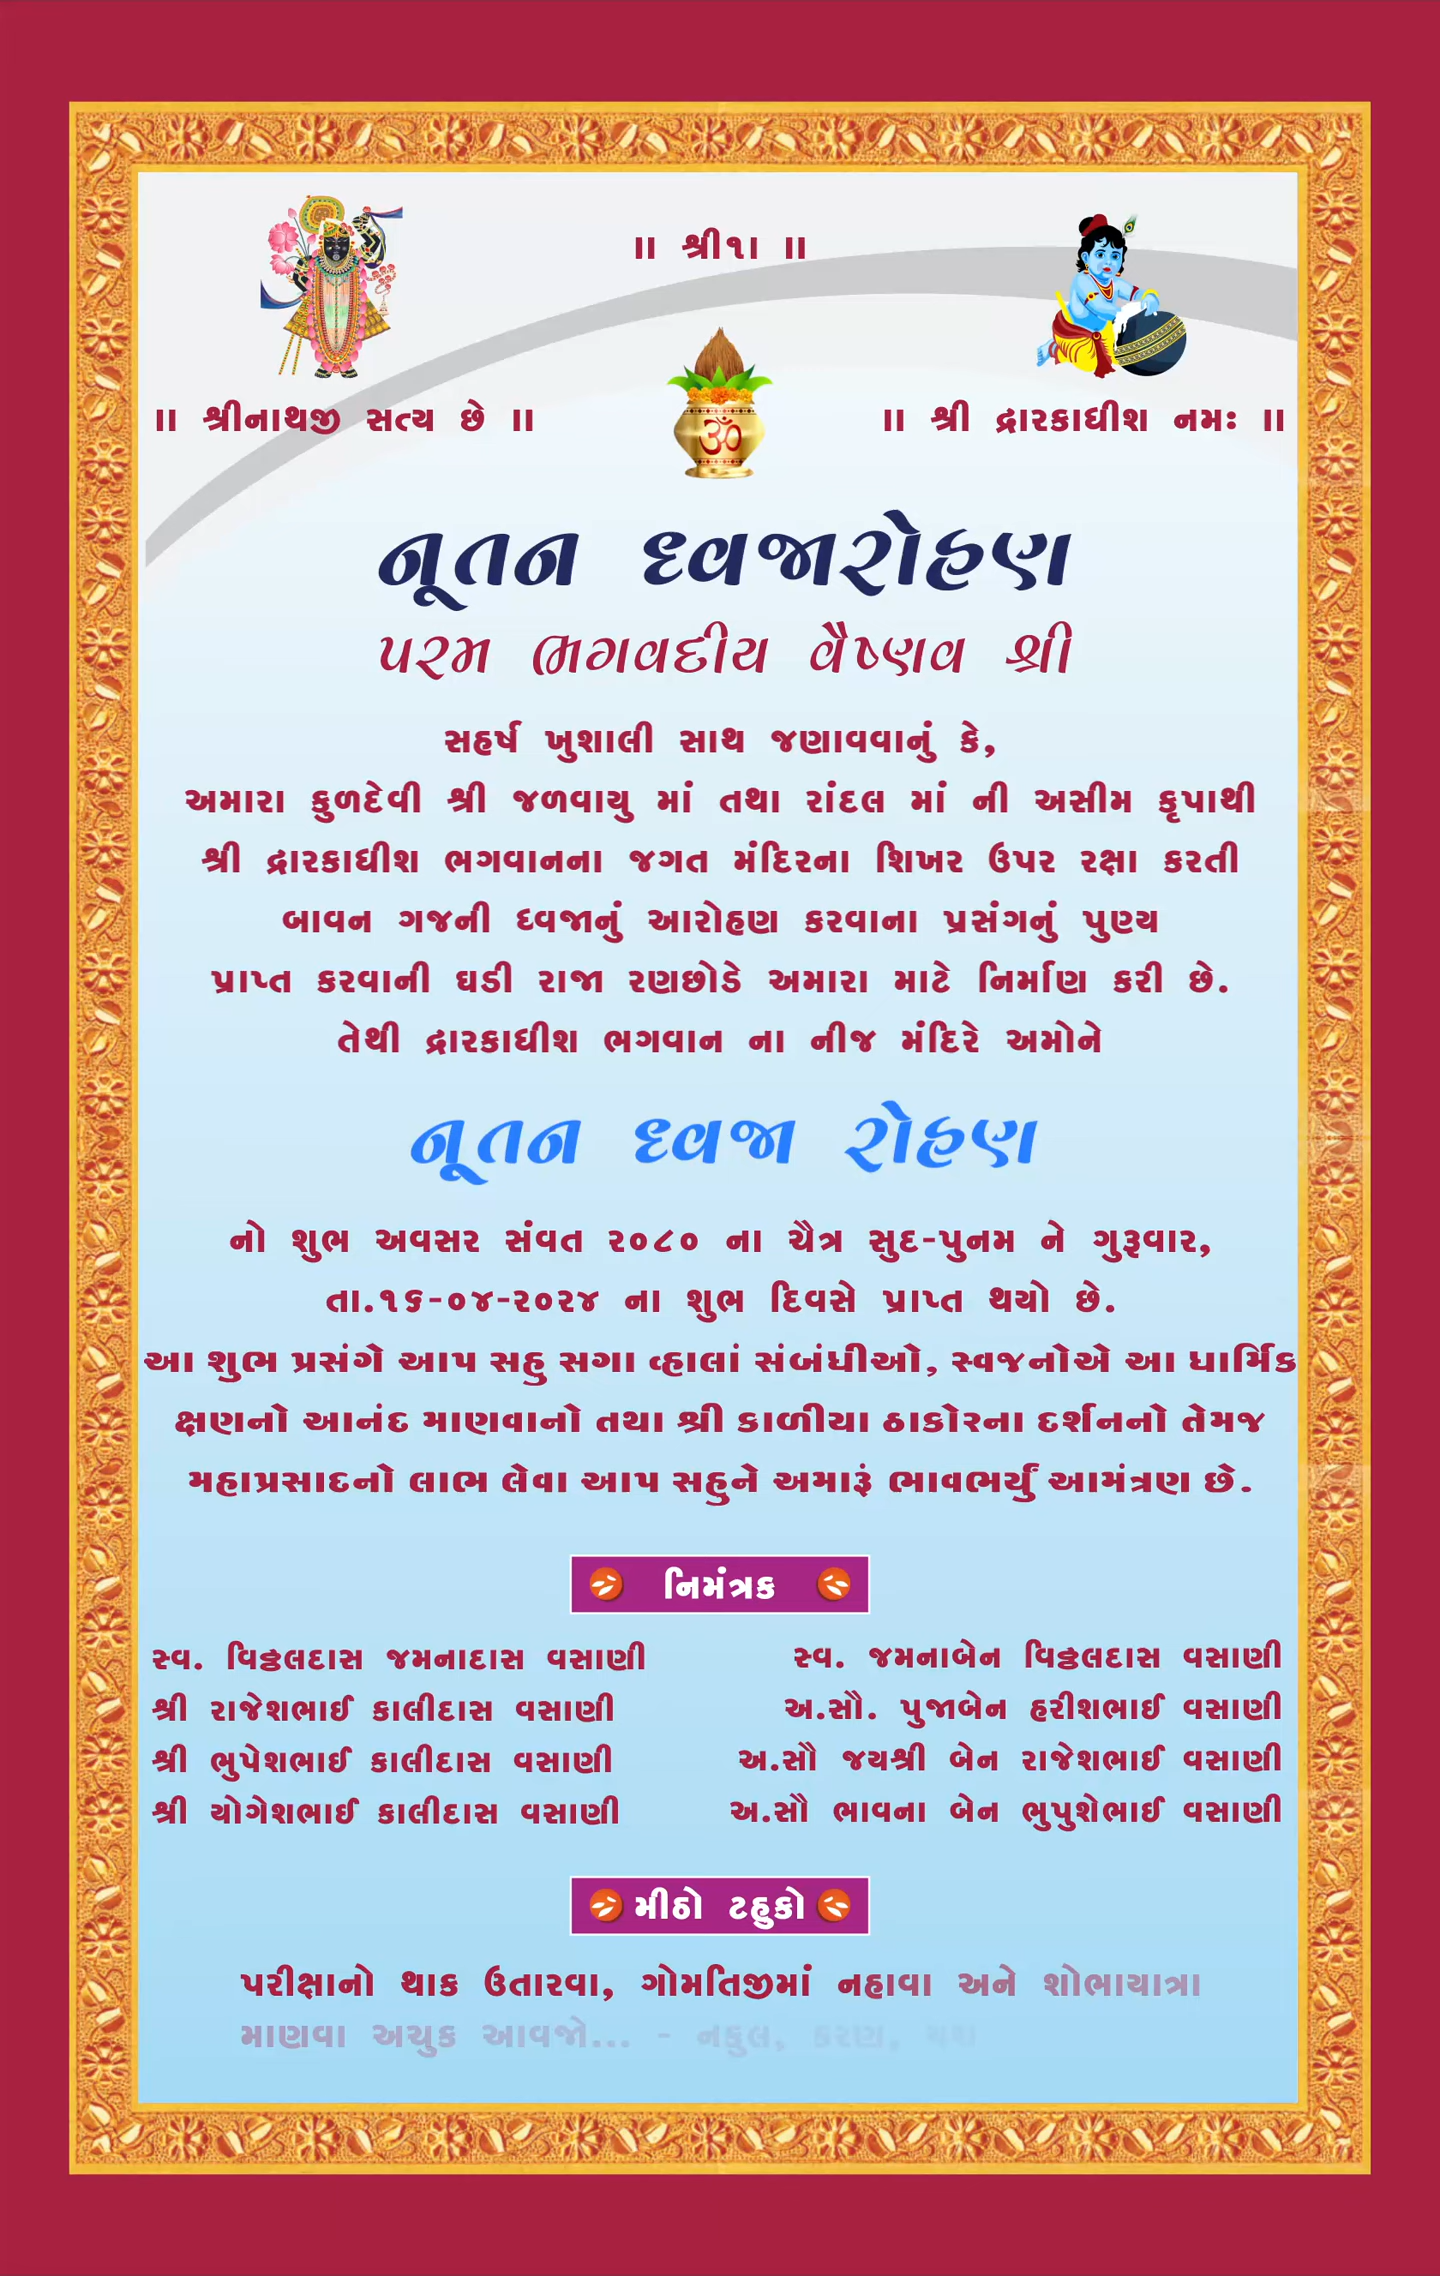 ॥ શ્રી૧ા ॥
॥ શ્રીનાથજી સત્ય છે ॥
ॐ
॥ શ્રી દ્વારકાધીશ નમઃ ॥
નૂતન ધ્વજારોહણ
પરમ ભગવદીય વૈષ્ણવ શ્રી
સહર્ષ ખુશાલી સાથ જણાવવાનું કે,
અમારા કુળદેવી શ્રી જળવાયુ માં તથા રાંદલ માં ની અસીમ કૃપાથી
શ્રી દ્વારકાધીશ ભગવાનના જગત મંદિરના શિખર ઉપર રક્ષા કરતી
બાવન ગજની ધ્વજાનું આરોહણ કરવાના પ્રસંગનું પુણ્ય
પ્રાપ્ત કરવાની ઘડી રાજા રણછોડે અમારા માટે નિર્માણ કરી છે.
તેથી દ્વારકાધીશ ભગવાન ના નીજ મંદિરે અમોને
નૂતન ધ્વજા રોહણ
નો શુભ અવસર સંવત ૨૦૮૦ ના ચૈત્ર સુદ-પુનમ ને ગુરૂવાર,
તા.૧૬-૦૪-૨૦૨૪ ના શુભ દિવસે પ્રાપ્ત થયો છે.
આ શુભ પ્રસંગે આપ સહુ સગા વ્હાલાં સંબંધીઓ, સ્વજનોએ આ ધાર્મિક
ક્ષણનો આનંદ માણવાનો તથા શ્રી કાળીયા ઠાકોરના દર્શનનો તેમજ
મહાપ્રસાદનો લાભ લેવા આપ સહુને અમારૂં ભાવભર્યું આમંત્રણ છે.
નિમંત્રક
સ્વ. વિઠ્ઠલદાસ જમનાદાસ વસાણી
શ્રી રાજેશભાઈ કાલીદાસ વસાણી
શ્રી ભુપેશભાઈ કાલીદાસ વસાણી
શ્રી યોગેશભાઈ કાલીદાસ વસાણી
સ્વ. જમનાબેન વિઠ્ઠલદાસ વસાણી
અ.સૌ. પુજાબેન હરીશભાઈ વસાણી
અ.સૌ જયશ્રી બેન રાજેશભાઈ વસાણી
અ.સૌ ભાવના બેન ભુપુશેભાઈ વસાણી
મીઠો ટહુકો
પરીક્ષાનો થાક ઉતારવા, ગોમતિજીમાં નહાવા અને શોભાયાત્રા
માણવા અચુક આવજો... - નકુલ, કરણ,